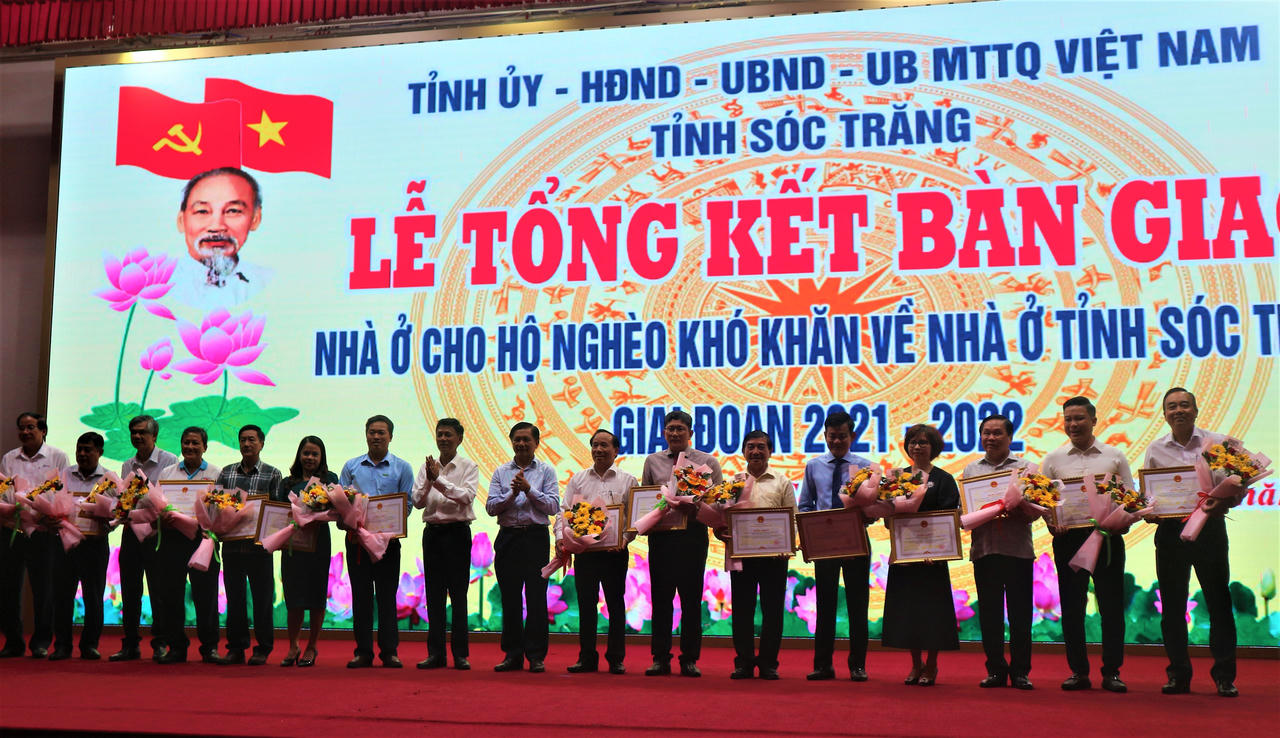 TỈNH ỦY - HĐND - UBND - UB MTTQ VIỆT NAM
TỈNH SÓC TRĂNG
LỄ TỔNG KẾT BÀN GIAO
NHÀ Ở CHO HỘ NGHÈO KHÓ KHĂN VỀ NHÀ Ở TỈNH SÓC T
GIAI ĐOẠN 2021 - 2022